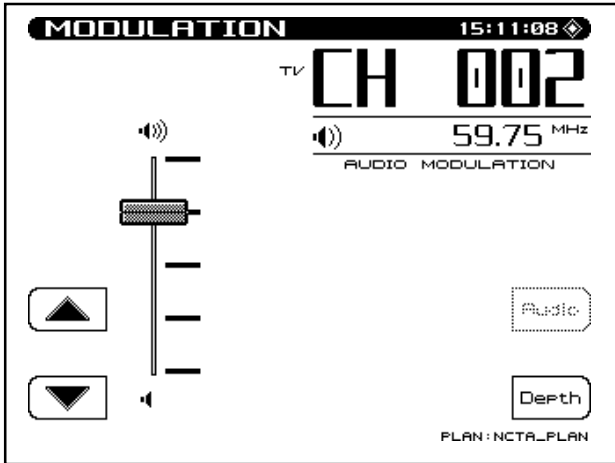 MODULATION 15:11:08
TV CH 002
59.75 MHz
AUDIO MODULATION
Audio
Depth
PLAN:NCTA_PLAN